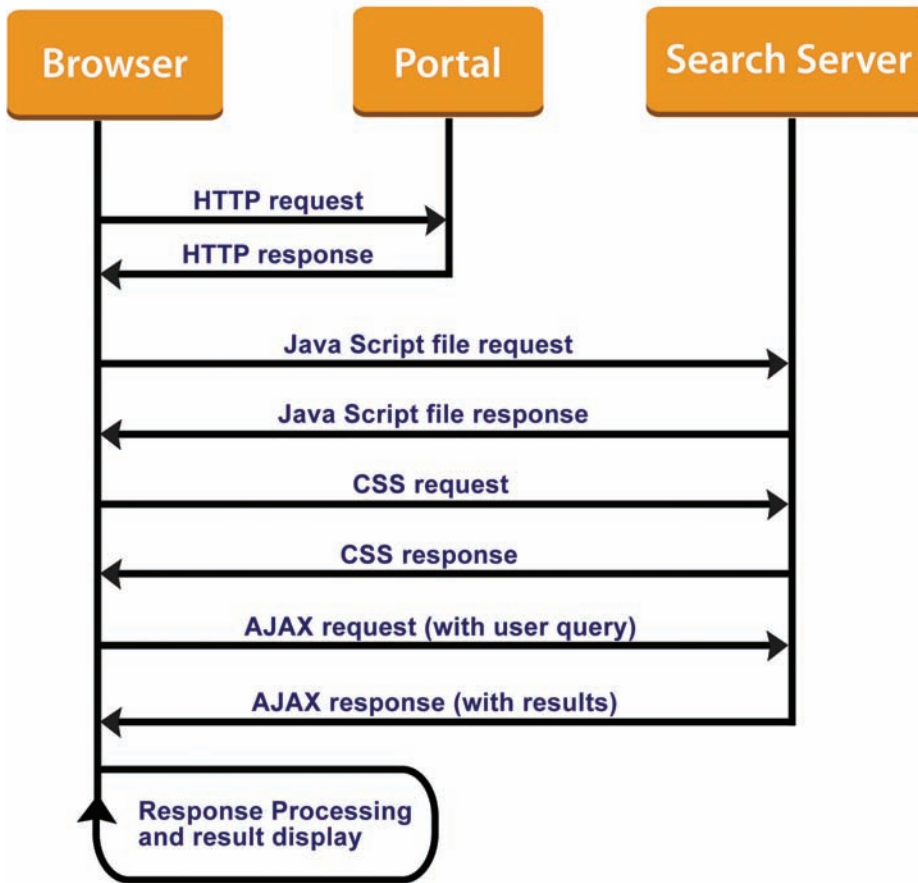 Browser
Portal
Search Server
HTTP request
HTTP response
Java Script file request
Java Script file response
CSS request
CSS response
AJAX request (with user query)
AJAX response (with results)
Response Processing
and result display